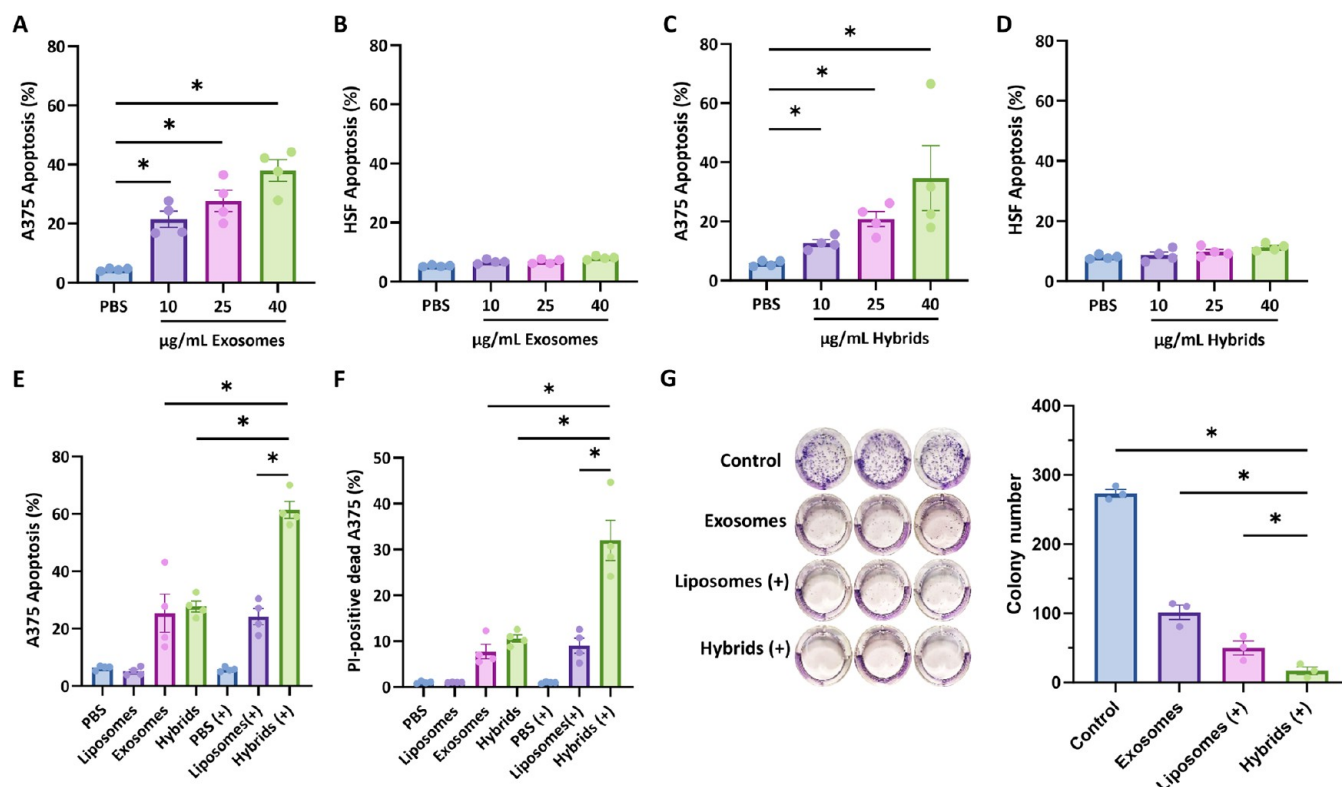 A
A375 Apoptosis (%)
80
60
40
20
0
*
*
*
PBS
10
25
40
µg/mL Exosomes
B
HSF Apoptosis (%)
80
60
40
20
0
PBS
10
25
40
µg/mL Exosomes
C
A375 Apoptosis (%)
80
60
40
20
0
*
*
*
PBS
10
25
40
µg/mL Hybrids
D
HSF Apoptosis (%)
80
60
40
20
0
PBS
10
25
40
µg/mL Hybrids
E
A375 Apoptosis (%)
80
60
40
20
0
*
*
*
PBS
Liposomes
Exosomes
Hybrids
PBS (+)
Liposomes(+)
Hybrids (+)
F
PI-positive dead A375 (%)
50
40
30
20
10
0
*
*
*
PBS
Liposomes
Exosomes
Hybrids
PBS (+)
Liposomes(+)
Hybrids (+)
G
Control
Exosomes
Liposomes (+)
Hybrids (+)
Colony number
400
300
200
100
0
*
*
*
Control
Exosomes
Liposomes (+)
Hybrids (+)